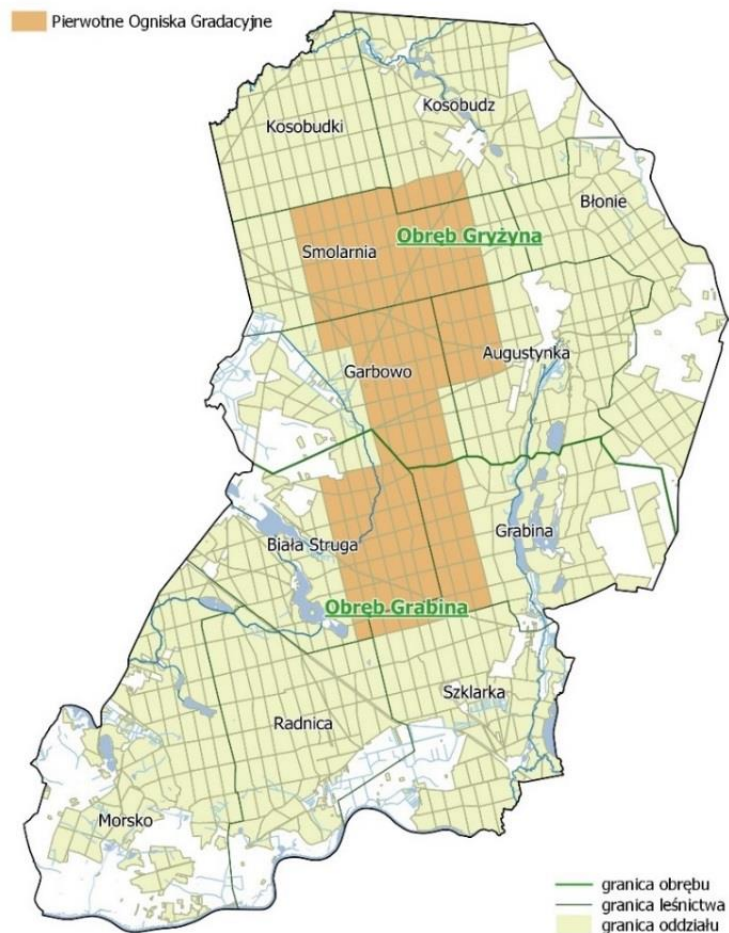 Pierwotne Ogniska Gradacyjne
Kosobudz
Kosobudki
Błonie
Obręb Gryżyna
Smolarnia
Augustynka
Garbowo
Grabina
Biała Struga
Obręb Grabina
Szklarka
Radnica
Morsko
granica obrębu
granica leśnictwa
granica oddziału